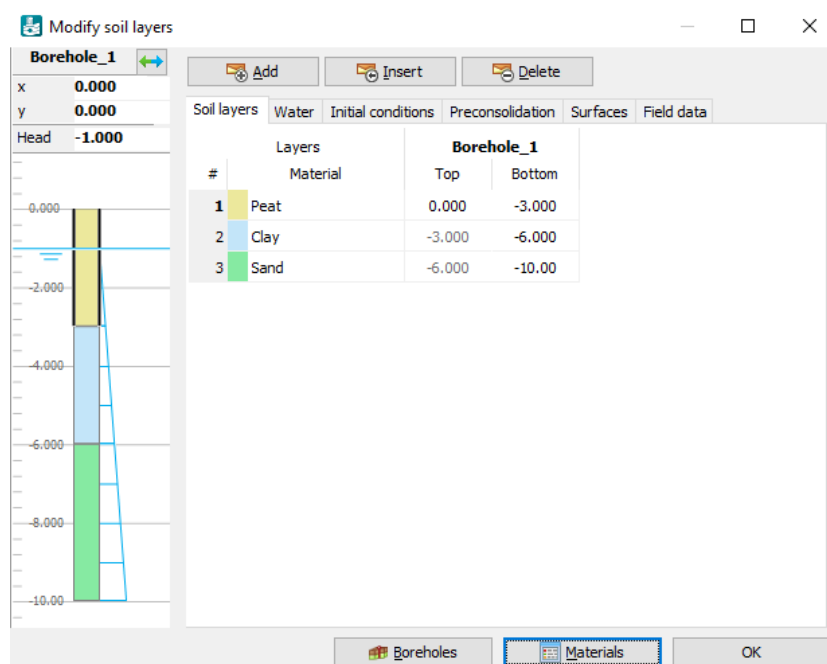 Modify soil layers
Borehole_1
x 0.000
y 0.000
Head -1.000
0.000
-2.000
-4.000
-6.000
-8.000
-10.00
Add Insert Delete
Soil layers Water Initial conditions Preconsolidation Surfaces Field data
Layers Borehole_1
# Material Top Bottom
1 Peat 0.000 -3.000
2 Clay -3.000 -6.000
3 Sand -6.000 -10.00
Boreholes Materials OK